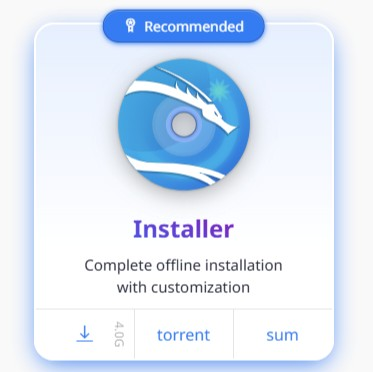 Recommended
Installer
Complete offline installation
with customization
4.0G
torrent
sum